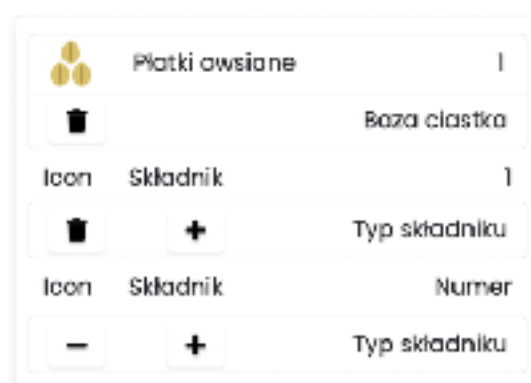 Płatki owsiane 1
Baza ciastka
Icon Składnik 1
Typ składniku
Icon Składnik Numer
Typ składniku